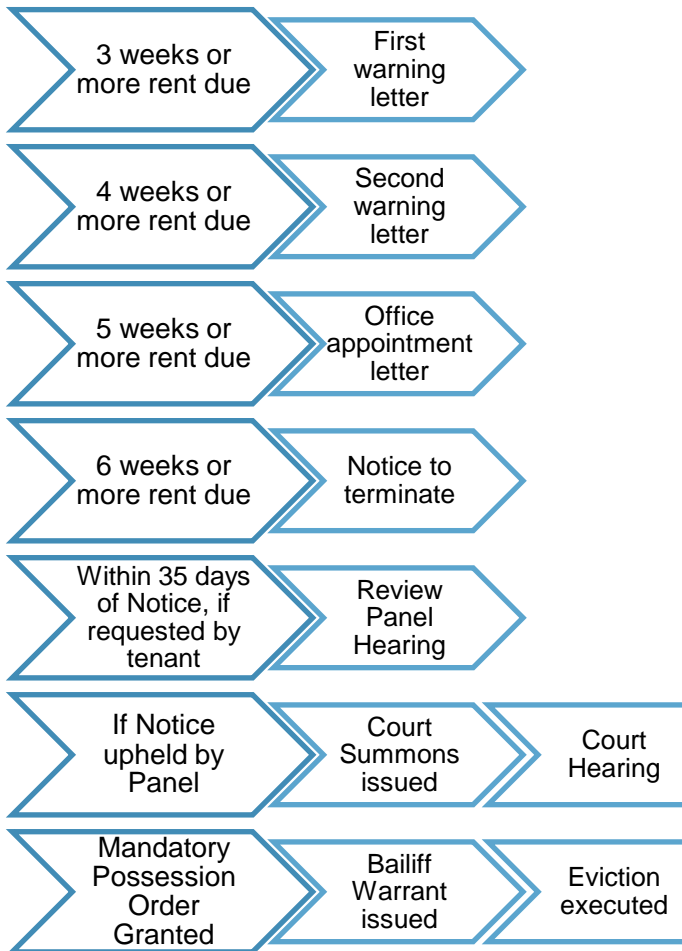 3 weeks or
more rent due
First
warning
letter
4 weeks or
more rent due
Second
warning
letter
5 weeks or
more rent due
Office
appointment
letter
6 weeks or
more rent due
Notice to
terminate
Within 35 days
of Notice, if
requested by
tenant
Review
Panel
Hearing
If Notice
upheld by
Panel
Court
Summons
issued
Court
Hearing
Mandatory
Possession
Order
Granted
Bailiff
Warrant
issued
Eviction
executed